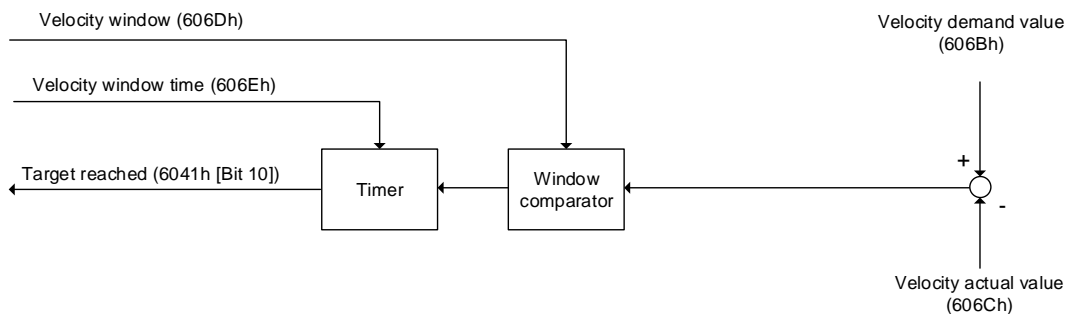 Velocity window (606Dh)
Velocity demand value
(606Bh)
Velocity window time (606Eh)
Target reached (6041h [Bit 10])
Timer
Window
comparator
+
-
Velocity actual value
(606Ch)